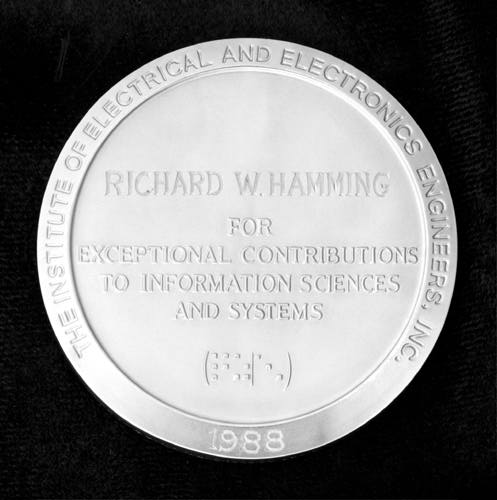 THE INSTITUTE OF ELECTRICAL AND ELECTRONICS ENGINEERS, INC.
RICHARD W. HAMMING
FOR
EXCEPTIONAL CONTRIBUTIONS
TO INFORMATION SCIENCES
AND SYSTEMS
1988